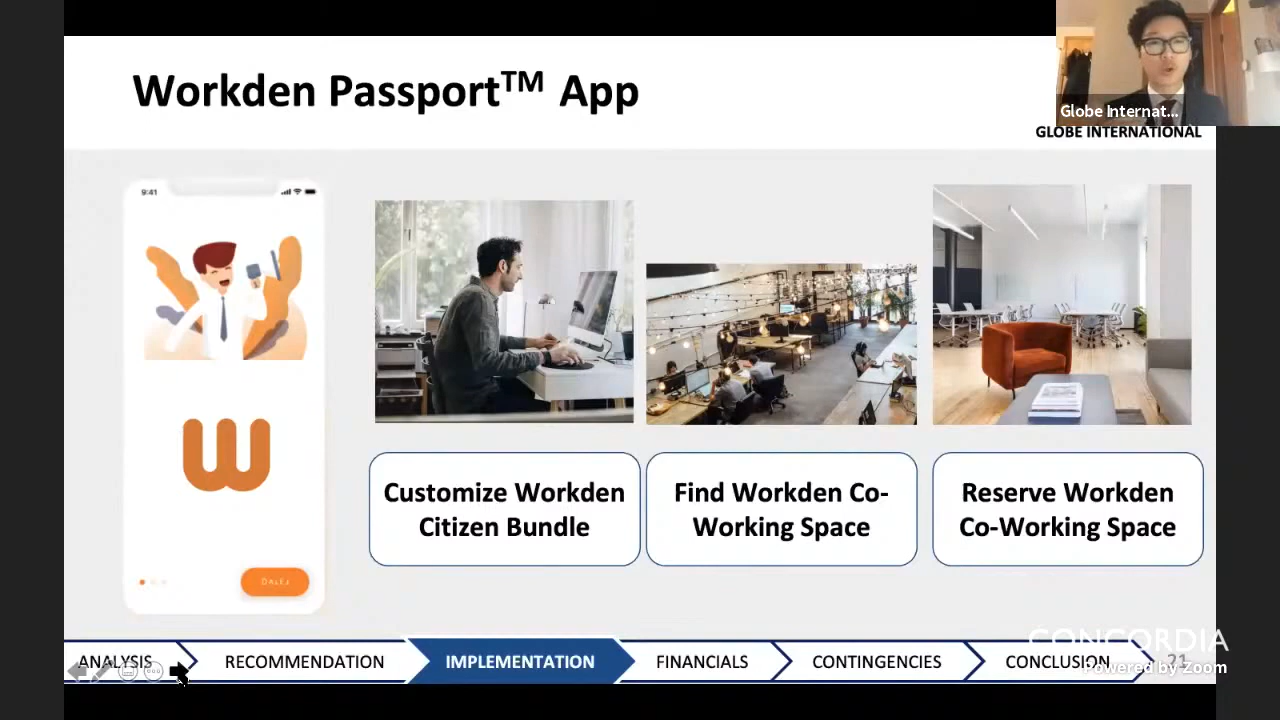 Workden Passport™ App
Globe Internat...
GLOBE INTERNATIONAL
9:41
W
Customize Workden
Citizen Bundle
Find Workden Co-
Working Space
Reserve Workden
Co-Working Space
CONCORDIA
ANALYSIS
RECOMMENDATION
IMPLEMENTATION
FINANCIALS
CONTINGENCIES
CONCLUSION
21
Powered by Zoom